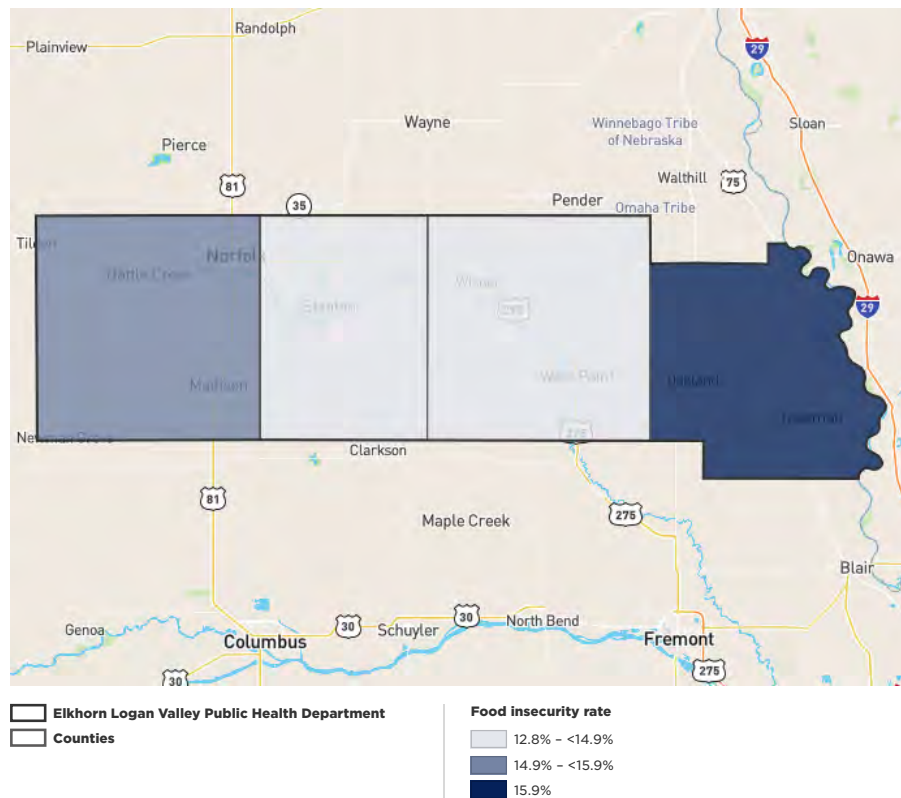 Randolph
Plainview
29
Wayne
Winnebago Tribe
of Nebraska
Sloan
Pierce
81
Walthill
75
35
Pender
Omaha Tribe
Norfolk
Onawa
Battle Creek
Stanton
Wisner
275
29
Madison
West Point
Oakland
Tekamah
Newman Grove
275
Clarkson
81
Maple Creek
275
Blair
Genoa
Columbus
30
Schuyler
30
North Bend
Fremont
275
30
Elkhorn Logan Valley Public Health Department
Counties
Food insecurity rate
12.8% – <14.9%
14.9% – <15.9%
15.9%